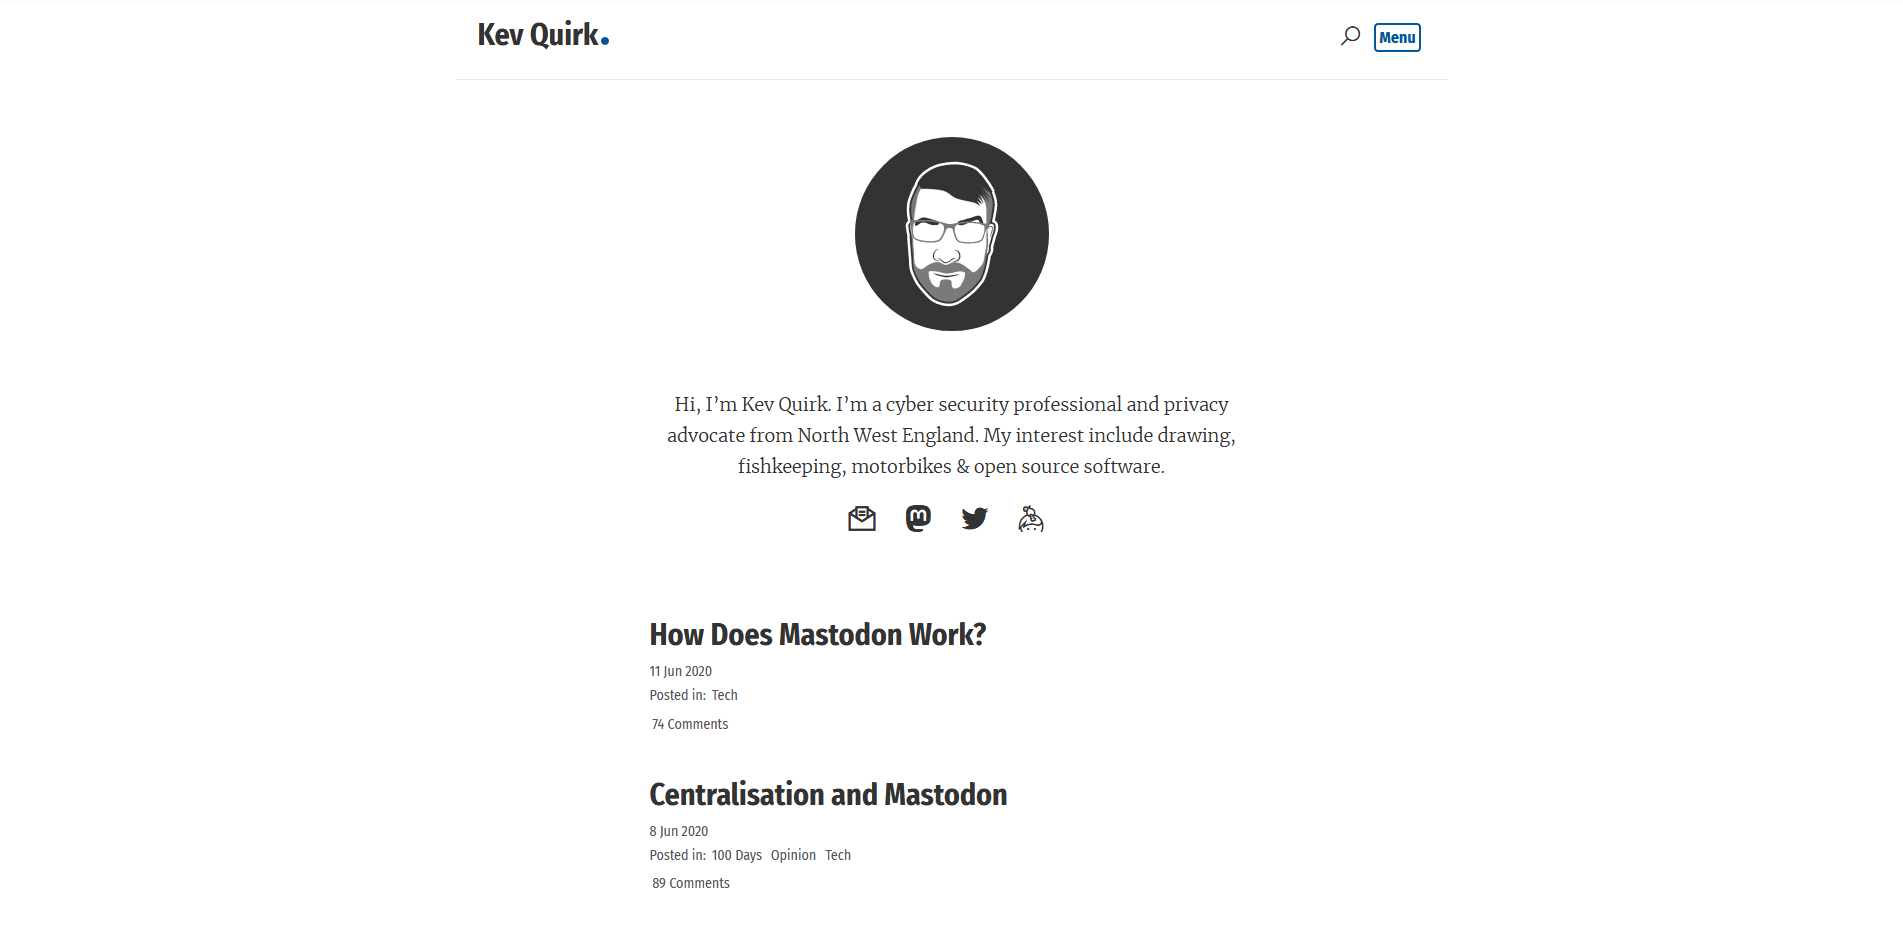 Kev Quirk.
Menu
Hi, I’m Kev Quirk. I’m a cyber security professional and privacy
advocate from North West England. My interest include drawing,
fishkeeping, motorbikes & open source software.
How Does Mastodon Work?
11 Jun 2020
Posted in: Tech
74 Comments
Centralisation and Mastodon
8 Jun 2020
Posted in: 100 Days Opinion Tech
89 Comments